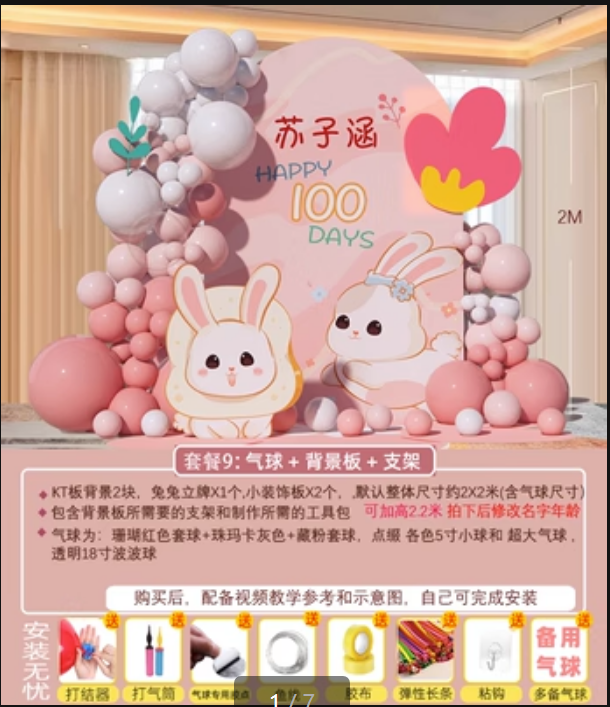 苏子涵
HAPPY
100
DAYS
2M
套餐9: 气球 + 背景板 + 支架
◆ KT板背景2块，兔兔立牌X1个,小装饰板X2个，,默认整体尺寸约2X2米(含气球尺寸)
◆ 包含背景板所需要的支架和制作所需的工具包 可加高2.2米 拍下后修改名字年龄
◆ 气球为：珊瑚红色套球+珠玛卡灰色+藏粉套球，点缀 各色5寸小球和 超大气球，
透明18寸波波球
购买后，配备视频教学参考和示意图，自己可完成安装
安装无忧
送 送 送 送 送 送 送 送
备用
气球
打结器 打气筒 气球专用胶点 胶布 弹性长条 粘钩 多备气球
1/7